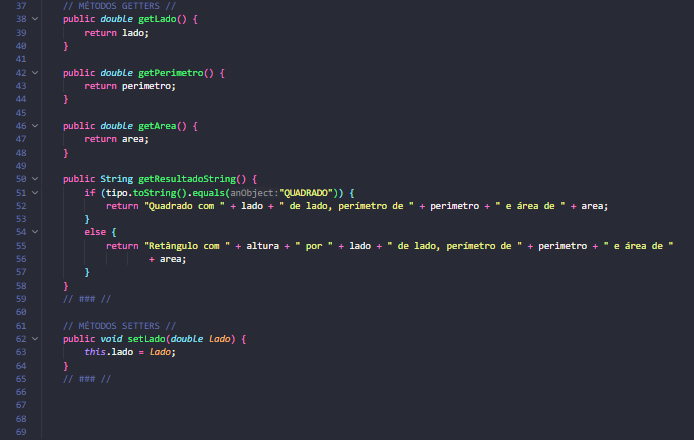 37 // MÉTODOS GETTERS //
38 public double getLado() {
39 return lado;
40 }
41
42 public double getPerimetro() {
43 return perimetro;
44 }
45
46 public double getArea() {
47 return area;
48 }
49
50 public String getResultadoString() {
51 if (tipo.toString().equals(anObject:"QUADRADO")) {
52 return "Quadrado com " + lado + " de lado, perímetro de " + perimetro + " e área de " + area;
53 }
54 else {
55 return "Retângulo com " + altura + " por " + lado + " de lado, perímetro de " + perimetro + " e área de "
56 + area;
57 }
58 }
59 // ### //
60
61 // MÉTODOS SETTERS //
62 public void setLado(double lado) {
63 this.lado = lado;
64 }
65 // ### //
66
67
68
69